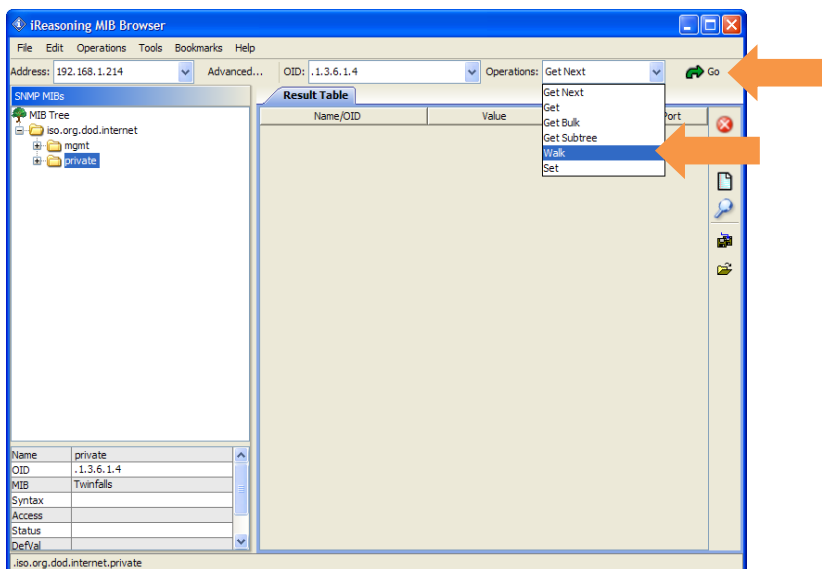 iReasoning MIB Browser
File Edit Operations Tools Bookmarks Help
Address: 192.168.1.214 Advanced... OID: .1.3.6.1.4 Operations: Get Next Go
SNMP MIBs
MIB Tree
iso.org.dod.internet
mgmt
private
Result Table
Name/OID Value Port
Get Next
Get
Get Bulk
Get Subtree
Walk
Set
Name private
OID .1.3.6.1.4
MIB Twinfalls
Syntax
Access
Status
DefVal
.iso.org.dod.internet.private